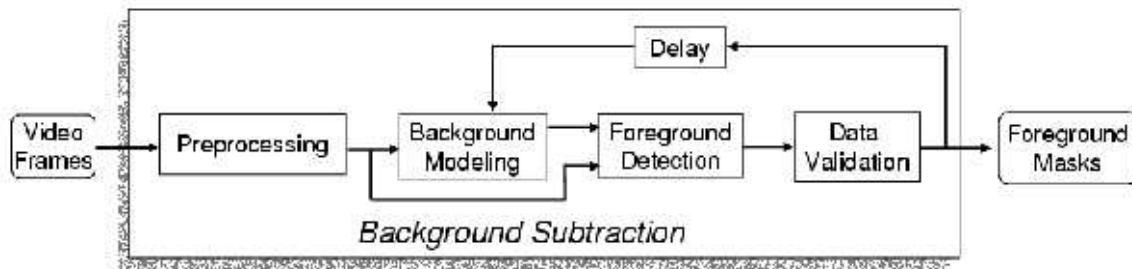 Delay
Video
Frames
Preprocessing
Background
Modeling
Foreground
Detection
Data
Validation
Foreground
Masks
Background Subtraction